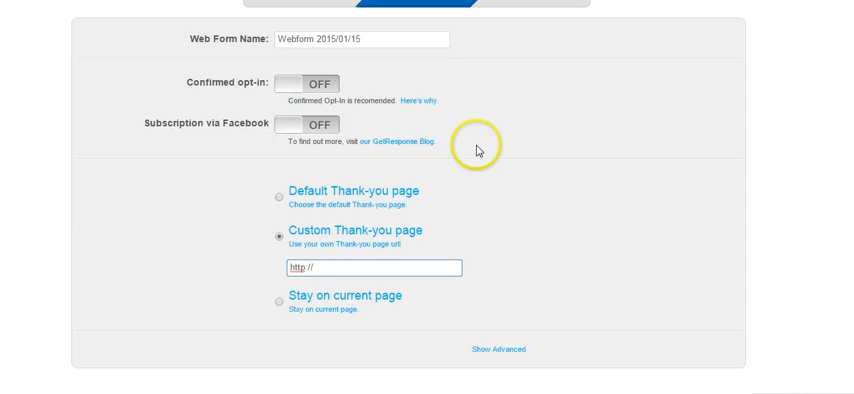 Web Form Name: Webform 2015/01/15
Confirmed opt-in: OFF
Confirmed Opt-In is recomended. Here's why.
Subscription via Facebook OFF
To find out more, visit our GetResponse Blog.
Default Thank-you page
Choose the default Thank-you page.
Custom Thank-you page
Use your own Thank-you page url!
http://
Stay on current page
Stay on current page.
Show Advanced